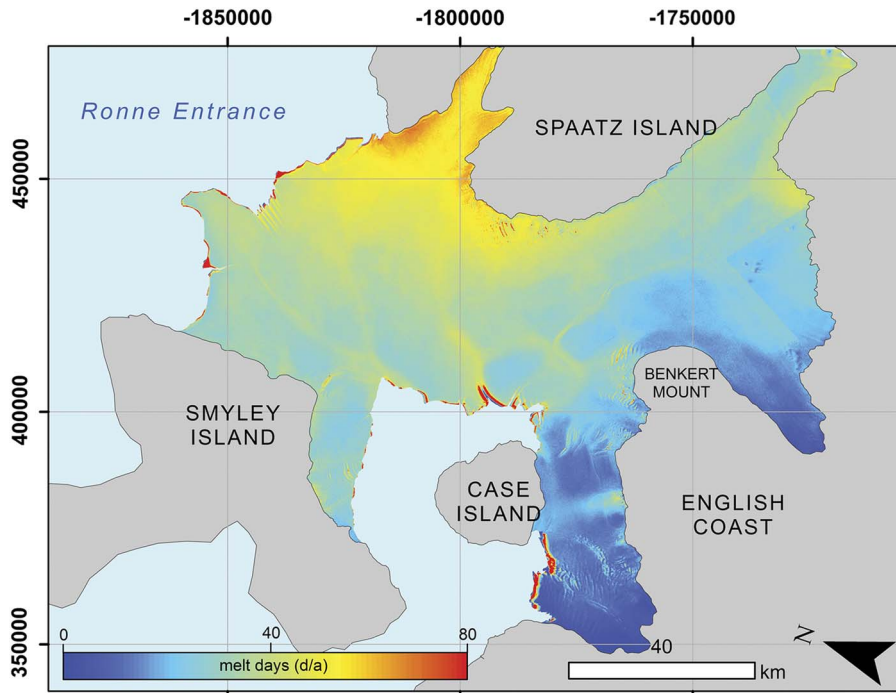 -1850000 -1800000 -1750000
Ronne Entrance
SPAATZ ISLAND
450000
BENKERT
MOUNT
400000
SMYLEY
ISLAND
CASE
ISLAND
ENGLISH
COAST
350000
0 40 80
melt days (d/a)
40
km
N